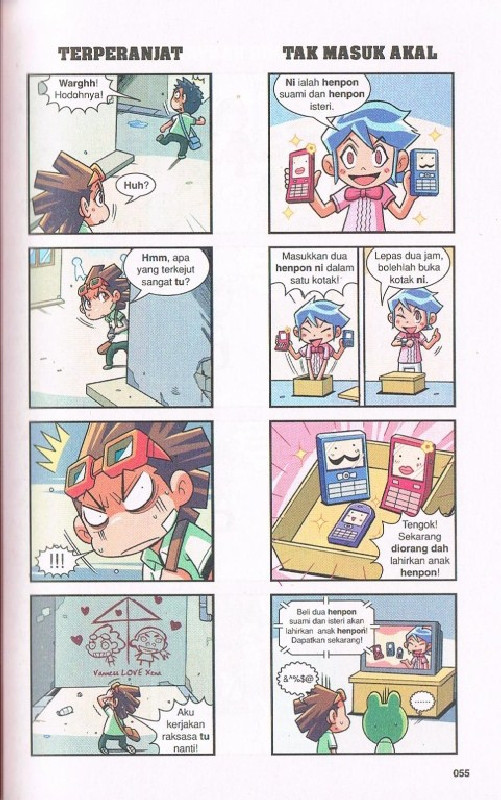 TERPERANJAT
Warghh!
Hodohnya!
Huh?
Hmm, apa
yang terkejut
sangat tu?
!!!
Vanness LOVE Xena
Aku
kerjakan
raksasa tu
nanti!
TAK MASUK AKAL
Ni ialah henpon
suami dan henpon
isteri.
Masukkan dua
henpon ni dalam
satu kotak!
Lepas dua jam,
bolehlah buka
kotak ni.
Tengok!
Sekarang
diorang dah
lahirkan anak
henpon!
Beli dua henpon
suami dan isteri akan
lahirkan anak henpon!
Dapatkan sekarang!
&*%$@
......
055